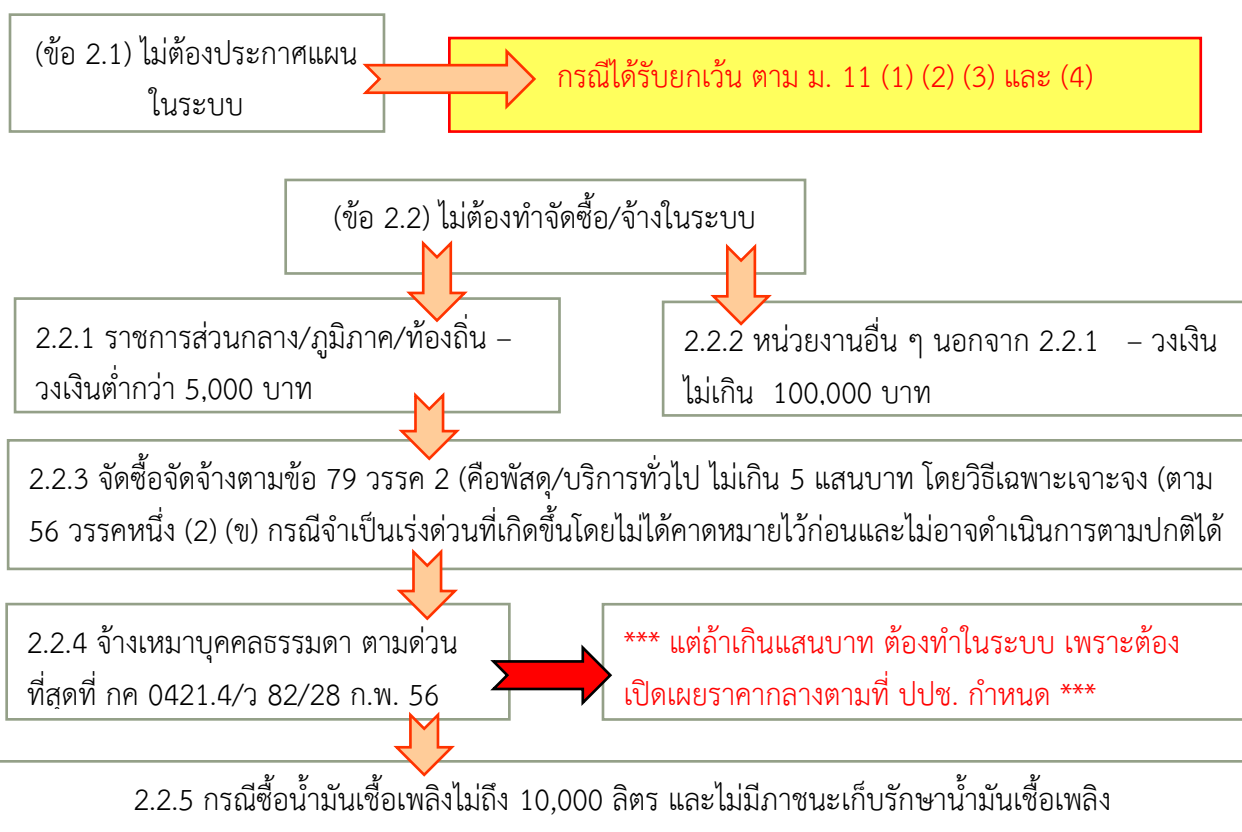 (ข้อ 2.1) ไม่ต้องประกาศแผน
ในระบบ
กรณีได้รับยกเว้น ตาม ม. 11 (1) (2) (3) และ (4)
(ข้อ 2.2) ไม่ต้องทำจัดซื้อ/จ้างในระบบ
2.2.1 ราชการส่วนกลาง/ภูมิภาค/ท้องถิ่น –
วงเงินต่ำกว่า 5,000 บาท
2.2.2 หน่วยงานอื่น ๆ นอกจาก 2.2.1 – วงเงิน
ไม่เกิน 100,000 บาท
2.2.3 จัดซื้อจัดจ้างตามข้อ 79 วรรค 2 (คือพัสดุ/บริการทั่วไป ไม่เกิน 5 แสนบาท โดยวิธีเฉพาะเจาะจง (ตาม
56 วรรคหนึ่ง (2) (ข) กรณีจำเป็นเร่งด่วนที่เกิดขึ้นโดยไม่ได้คาดหมายไว้ก่อนและไม่อาจดำเนินการตามปกติได้
2.2.4 จ้างเหมาบุคคลธรรมดา ตามด่วน
ที่สุดที่ กค 0421.4/ว 82/28 ก.พ. 56
*** แต่ถ้าเกินแสนบาท ต้องทำในระบบ เพราะต้อง
เปิดเผยราคากลางตามที่ ปปช. กำหนด ***
2.2.5 กรณีซื้อน้ำมันเชื้อเพลิงไม่ถึง 10,000 ลิตร และไม่มีภาชนะเก็บรักษาน้ำมันเชื้อเพลิง